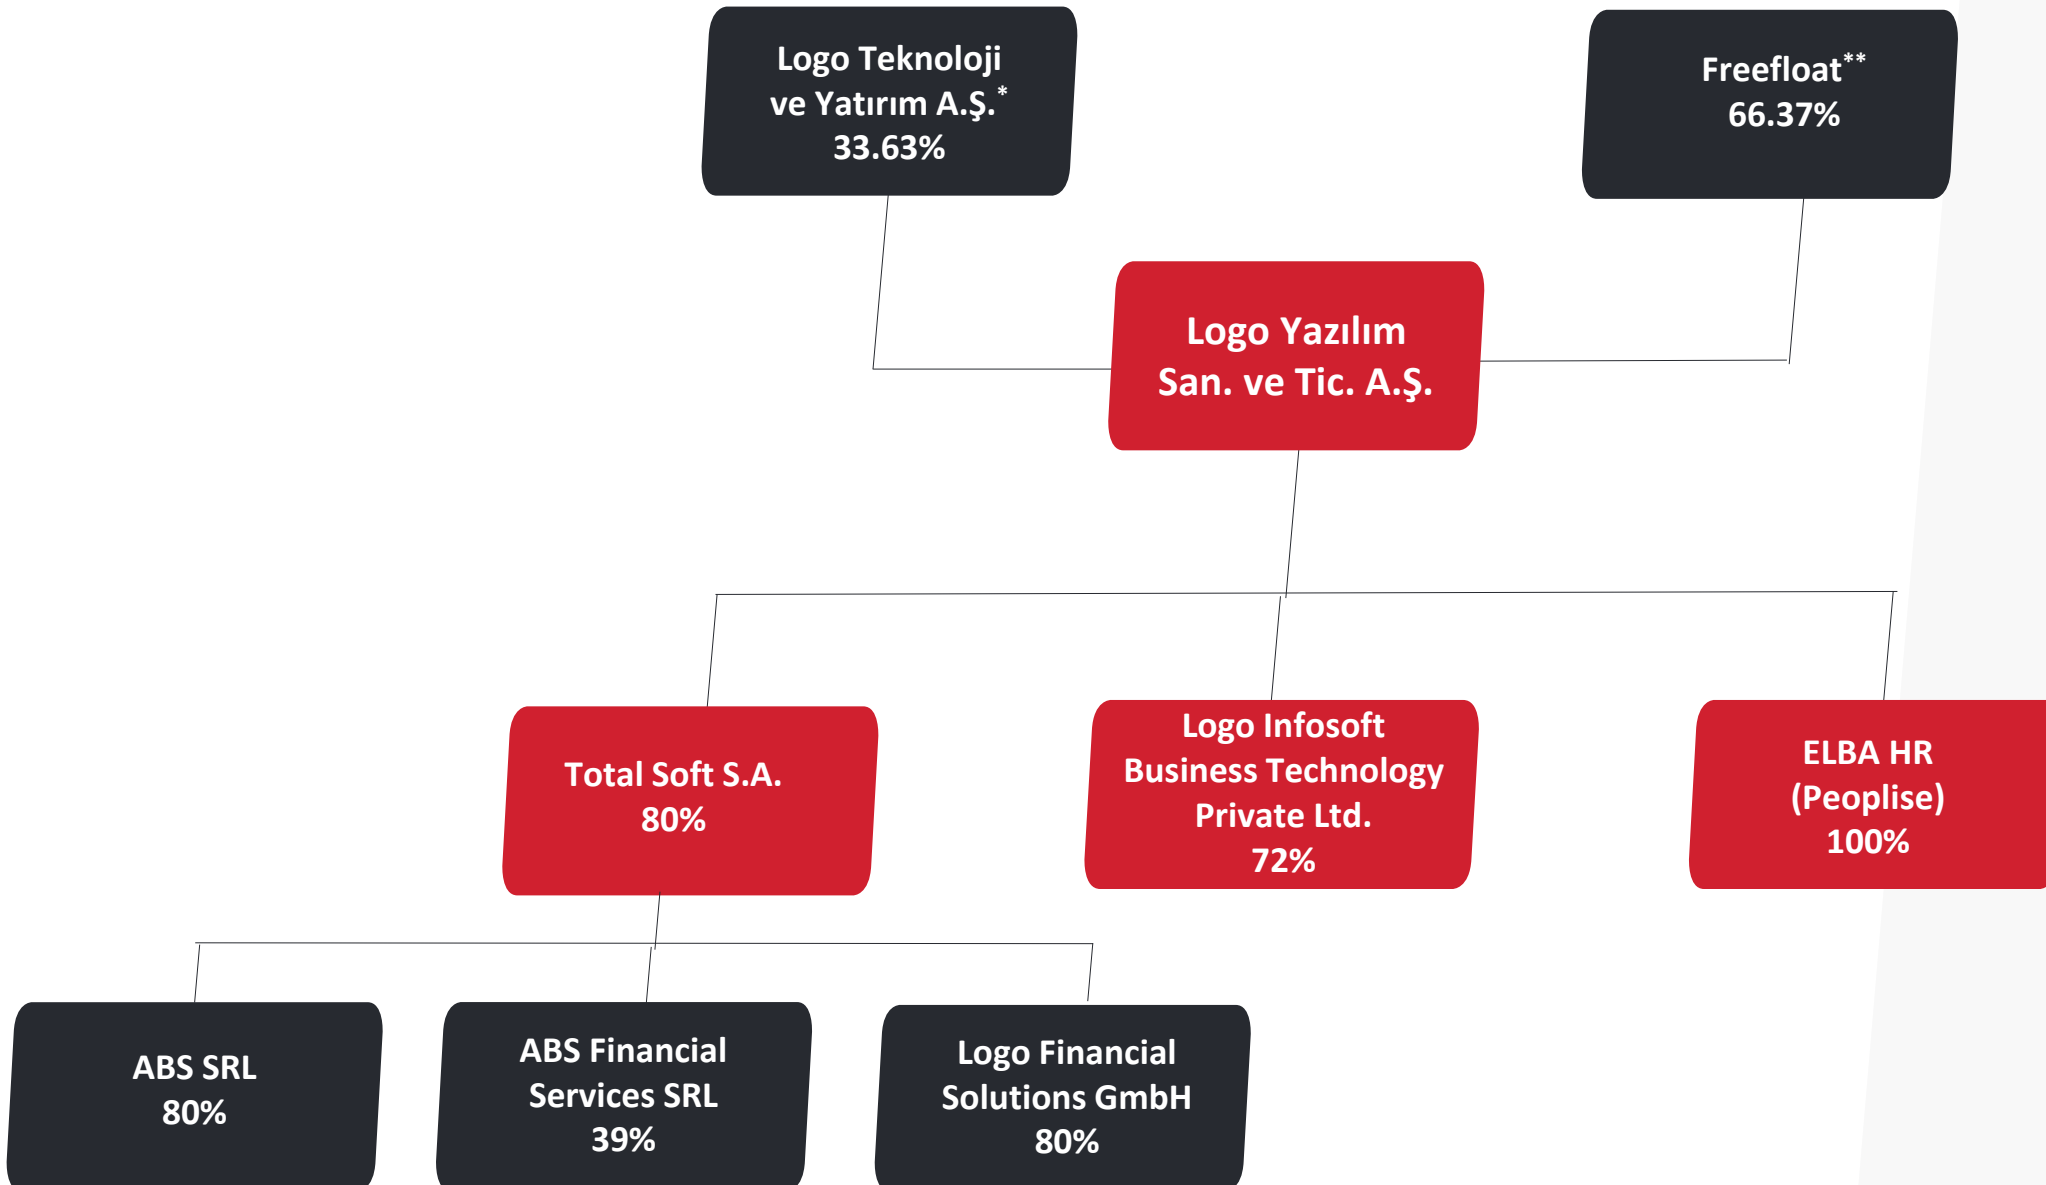 Logo Teknoloji
ve Yatırım A.Ş.*
33.63%
Freefloat**
66.37%
Logo Yazılım
San. ve Tic. A.Ş.
Total Soft S.A.
80%
Logo Infosoft
Business Technology
Private Ltd.
72%
ELBA HR
(Peoplise)
100%
ABS SRL
80%
ABS Financial
Services SRL
39%
Logo Financial
Solutions GmbH
80%